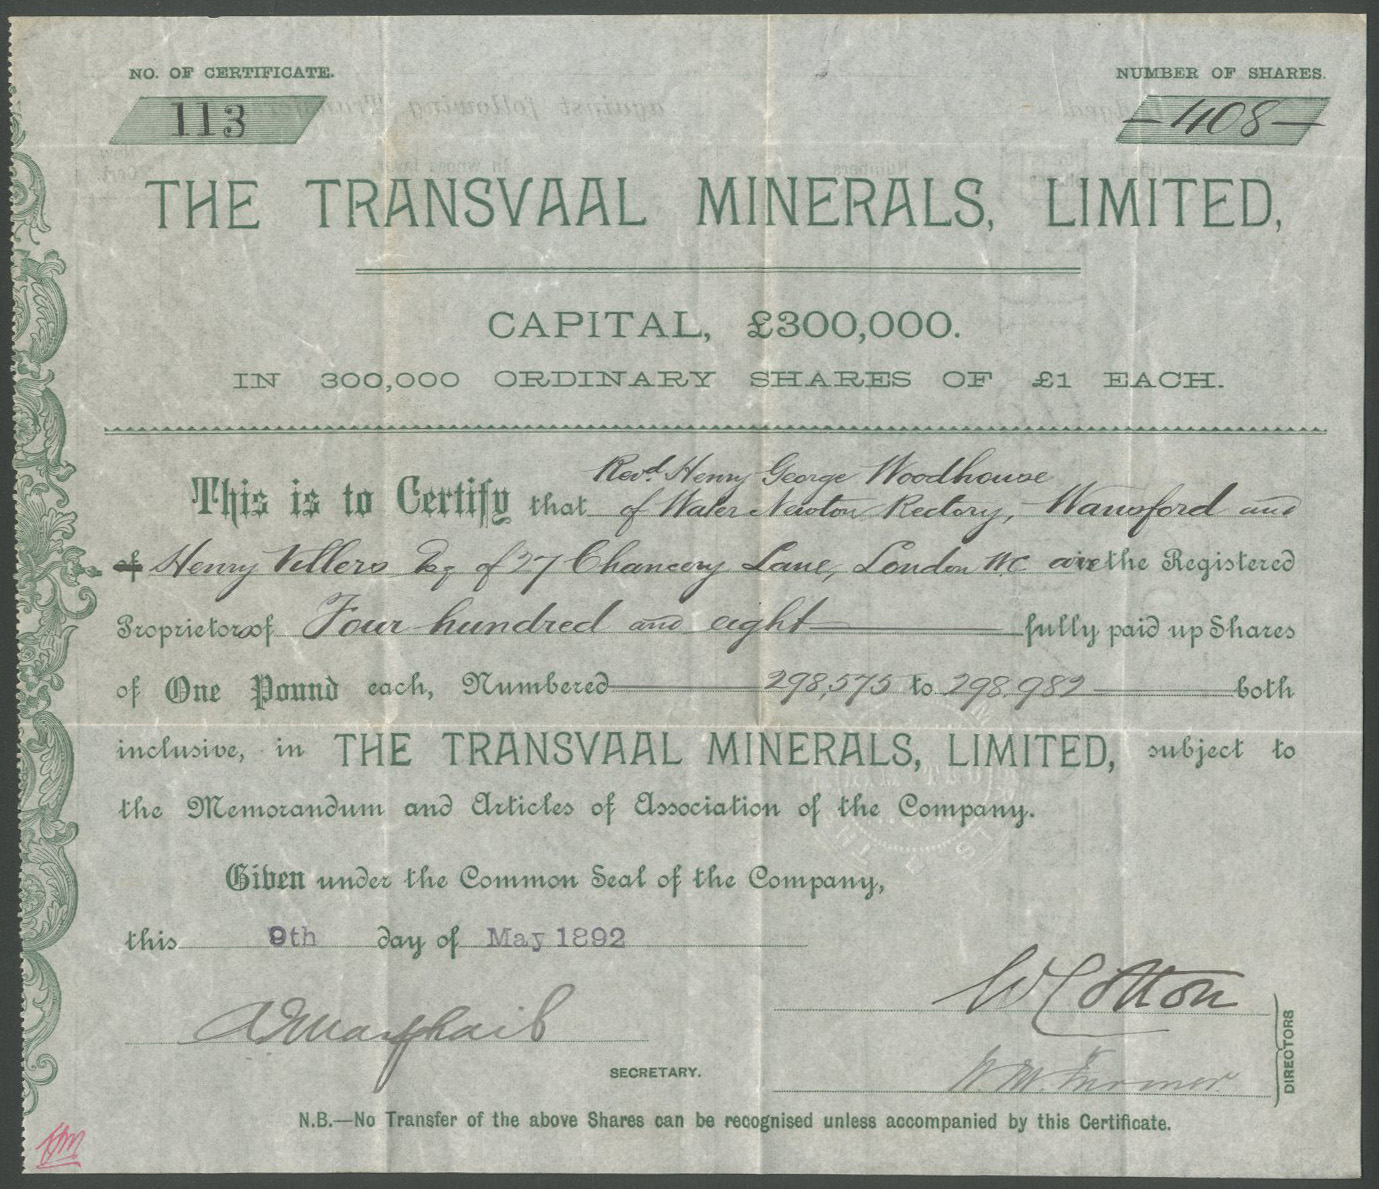 NO. OF CERTIFICATE.
113
NUMBER OF SHARES.
—408—
THE TRANSVAAL MINERALS, LIMITED,
CAPITAL, £300,000.
IN 300,000 ORDINARY SHARES OF £1 EACH.
Revd. Henry George Woodhouse
This is to Certify that of Water Newton Rectory, Wansford and
of Henry Villers Esq of 27 Chancery Lane, London W.C. are the Registered
Proprietors of Four hundred and eight fully paid up Shares
of One Pound each, Numbered 298,575 to 298,982 both
inclusive, in THE TRANSVAAL MINERALS, LIMITED, subject to
the Memorandum and Articles of Association of the Company.
Given under the Common Seal of the Company,
this 9th day of May 1892
W Cotton
DIRECTORS
SECRETARY.
N.B.—No Transfer of the above Shares can be recognised unless accompanied by this Certificate.